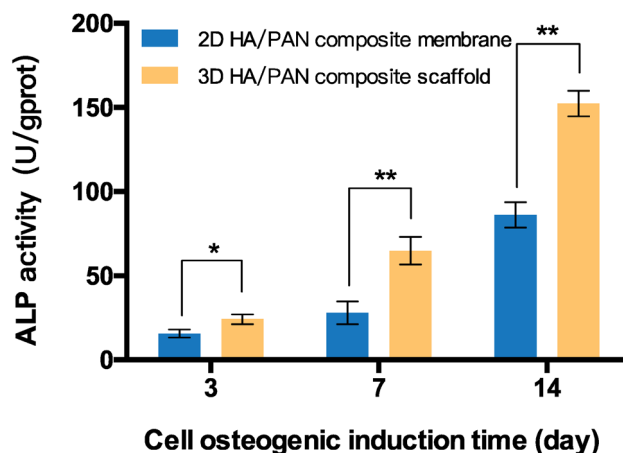 200
150
100
50
0
ALP activity (U/gprot)
2D HA/PAN composite membrane
3D HA/PAN composite scaffold
*
**
**
3
7
14
Cell osteogenic induction time (day)